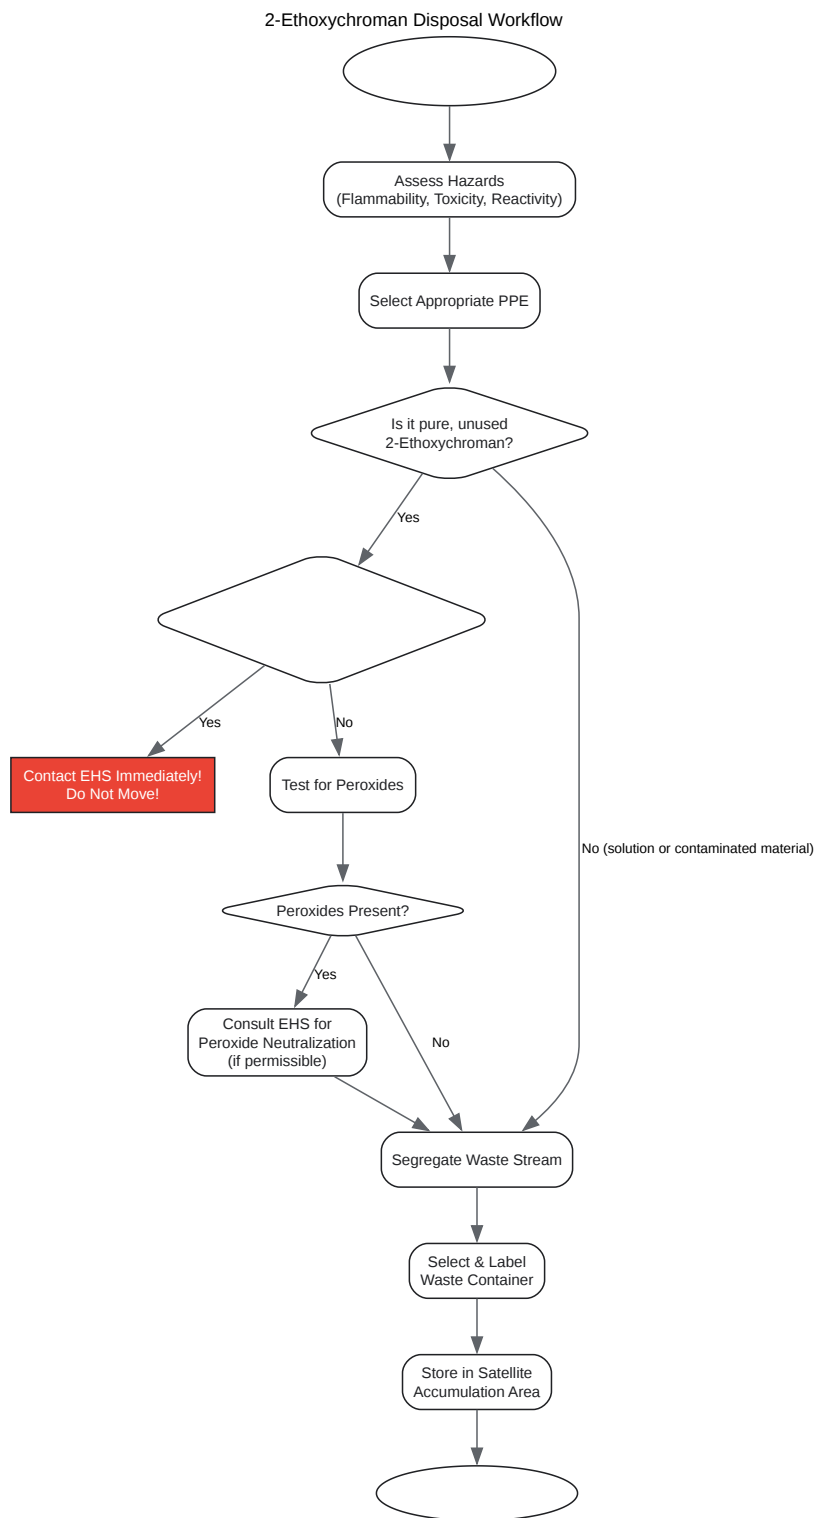 2-Ethoxychroman Disposal Workflow
Assess Hazards
(Flammability, Toxicity, Reactivity)
Select Appropriate PPE
Is it pure, unused
2-Ethoxychroman?
Yes
Yes
No
Contact EHS Immediately!
Do Not Move!
Test for Peroxides
No (solution or contaminated material)
Peroxides Present?
Yes
No
Consult EHS for
Peroxide Neutralization
(if permissible)
Segregate Waste Stream
Select & Label
Waste Container
Store in Satellite
Accumulation Area